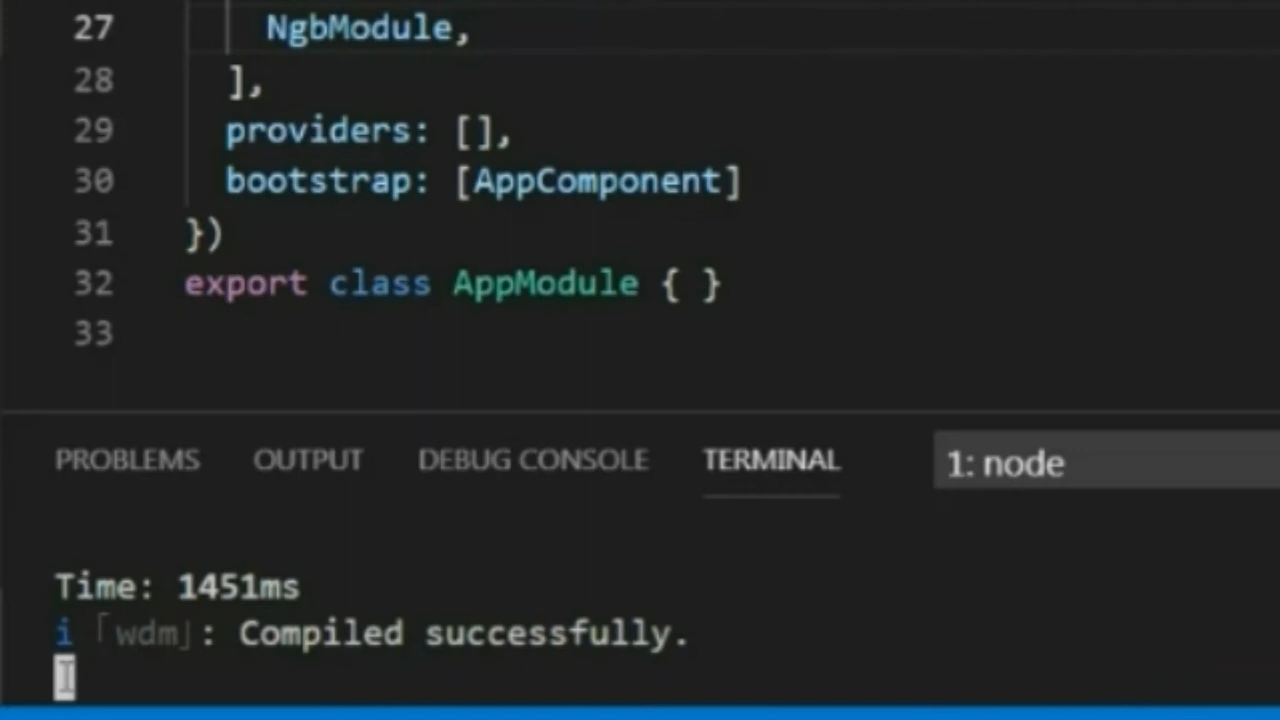 27 NgbModule,
28 ],
29 providers: [],
30 bootstrap: [AppComponent]
31 })
32 export class AppModule { }
33
PROBLEMS OUTPUT DEBUG CONSOLE TERMINAL 1: node
Time: 1451ms
i 「wdm」: Compiled successfully.